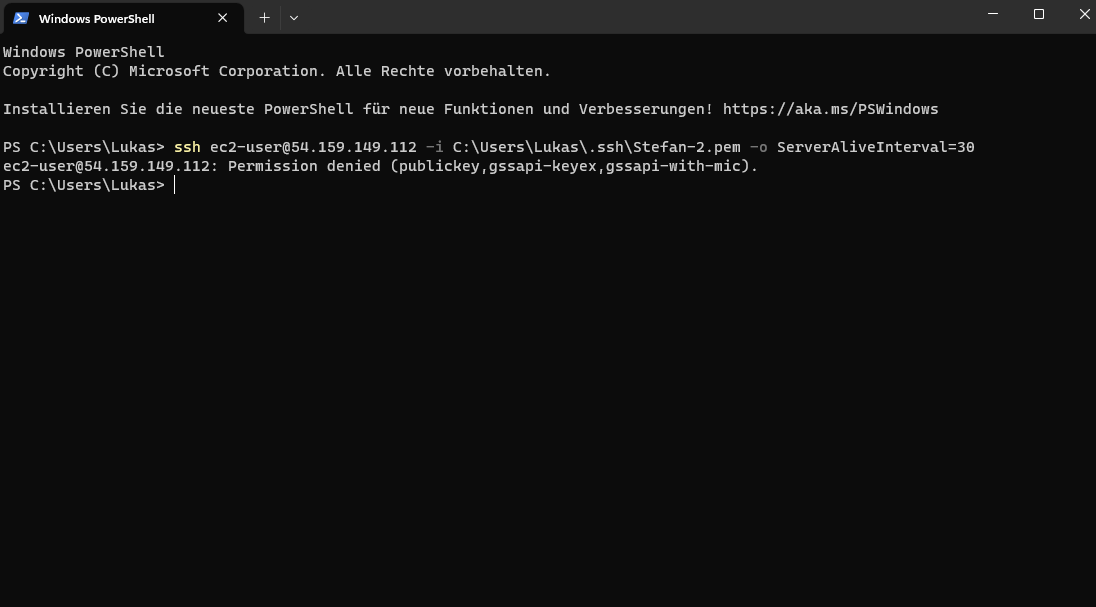 Windows PowerShell
Windows PowerShell
Copyright (C) Microsoft Corporation. Alle Rechte vorbehalten.
Installieren Sie die neueste PowerShell für neue Funktionen und Verbesserungen! https://aka.ms/PSWindows
PS C:\Users\Lukas> ssh ec2-user@54.159.149.112 -i C:\Users\Lukas\.ssh\Stefan-2.pem -o ServerAliveInterval=30
ec2-user@54.159.149.112: Permission denied (publickey,gssapi-keyex,gssapi-with-mic).
PS C:\Users\Lukas>